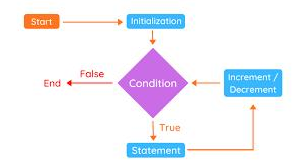 Start
Initialization
False
End
Condition
Increment /
Decrement
True
Statement